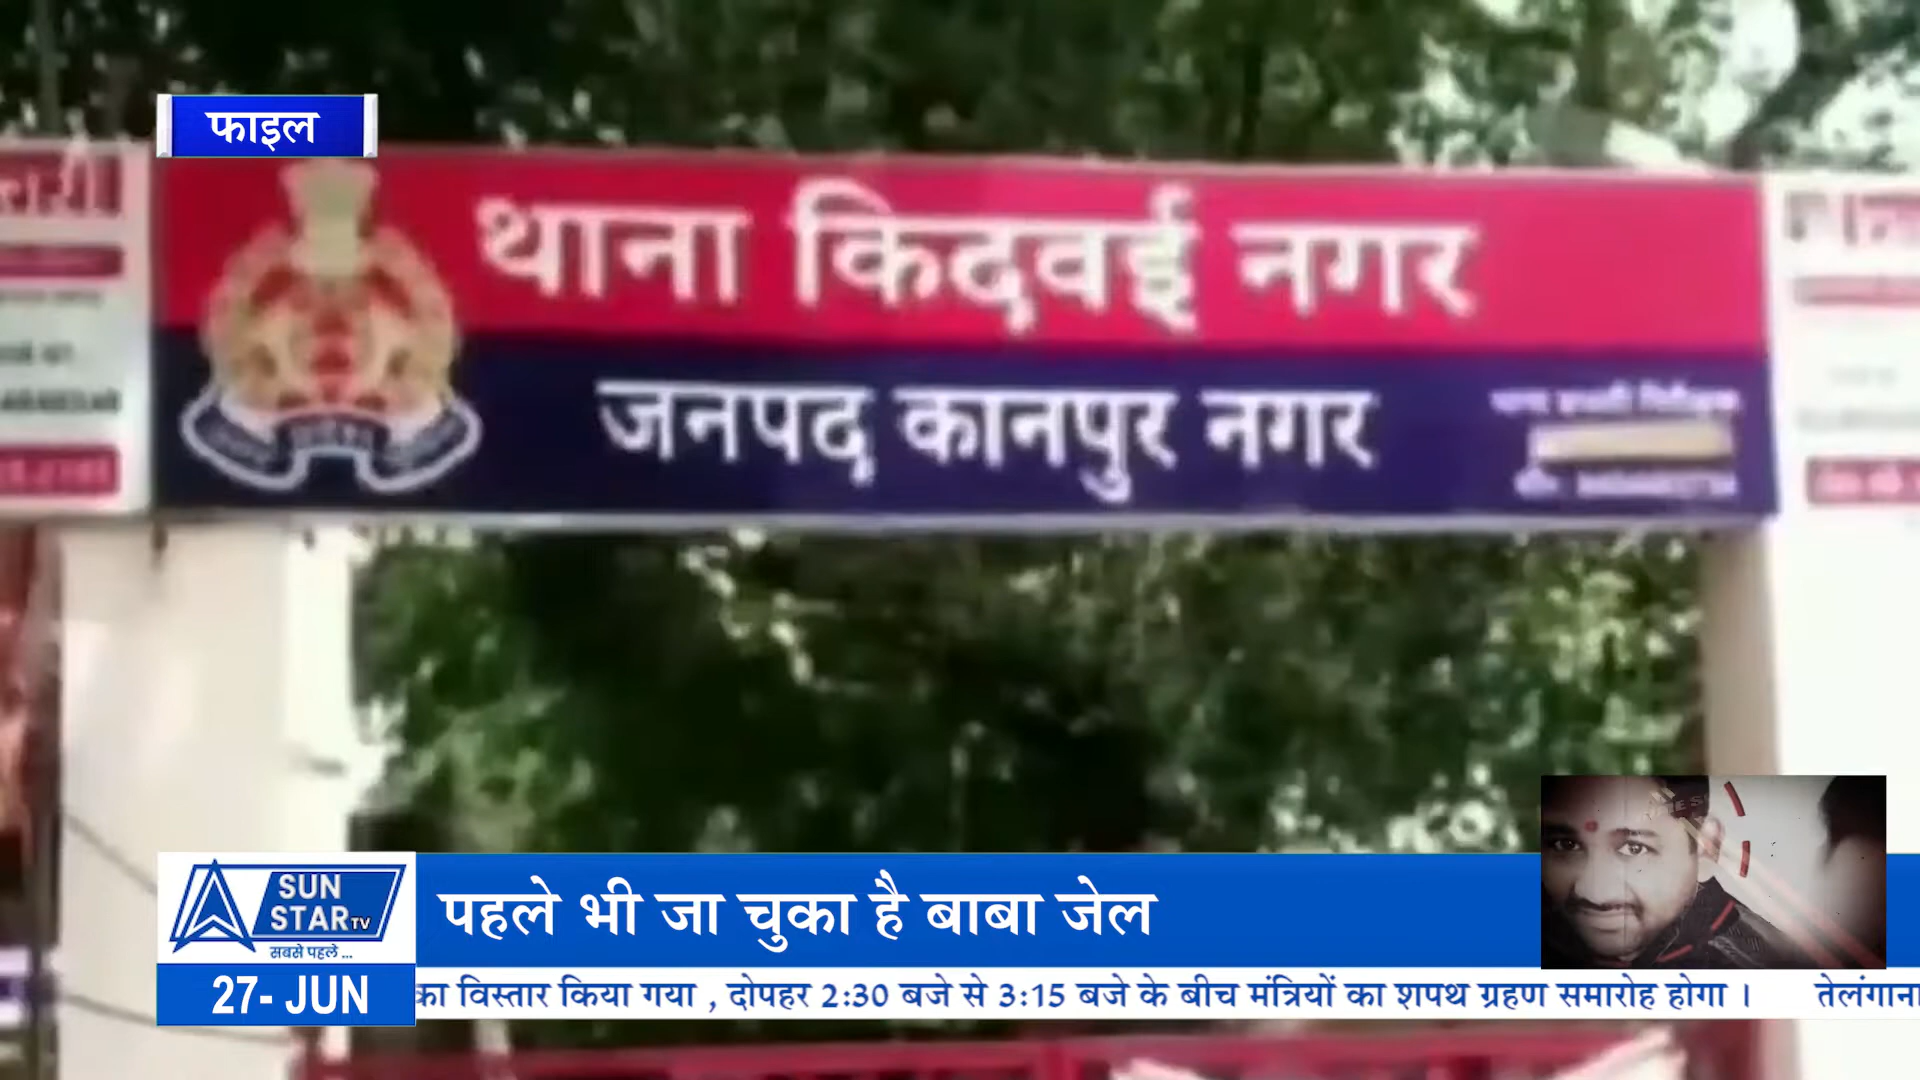 फाइल
थाना किदवई नगर
जनपद कानपुर नगर
SUN
STAR TV
सबसे पहले ...
पहले भी जा चुका है बाबा जेल
27- JUN
का विस्तार किया गया , दोपहर 2:30 बजे से 3:15 बजे के बीच मंत्रियों का शपथ ग्रहण समारोह होगा । तेलंगाना